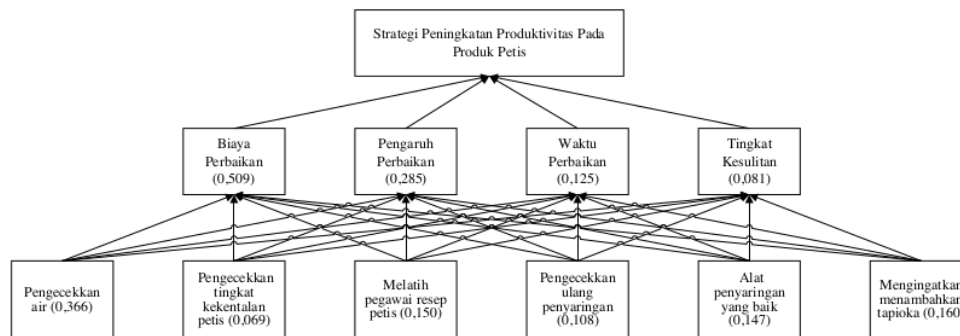 Strategi Peningkatan Produktivitas Pada
Produk Petis
Biaya
Perbaikan
(0,509)
Pengaruh
Perbaikan
(0,285)
Waktu
Perbaikan
(0,125)
Tingkat
Kesulitan
(0,081)
Pengecekkan
air (0,366)
Pengecekkan
tingkat
kekentalan
petis (0,069)
Melatih
pegawai resep
petis (0,150)
Pengecekkan
ulang
penyaringan
(0,108)
Alat
penyaringan
yang baik
(0,147)
Mengingatkan
menambahkan
tapioka (0,160)